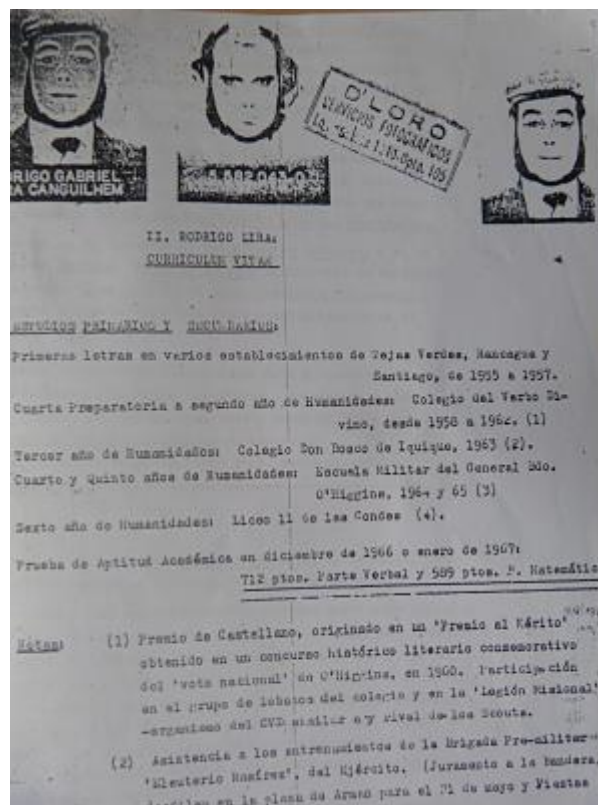 RIGO GABRIEL
RA CANGUILHEM
D'LORO
SERVICIOS FOTOGRAFICOS
II. RODRIGO LIRA:
CURRICULUM VITAE
ESTUDIOS PRIMARIOS Y SECUNDARIOS:
Primeras letras en varios establecimientos de Tejas Verdes, Rancagua y
Santiago, de 1955 a 1957.
Cuarta Preparatoria a segundo año de Humanidades: Colegio del Verbo Di-
vino, desde 1958 a 1962. (1)
Tercer año de Humanidades: Colegio Don Bosco de Iquique, 1963 (2).
Cuarto y Quinto años de Humanidades: Escuela Militar del General Bdo.
O'Higgins, 1964 y 65 (3)
Sexto año de Humanidades: Liceo 11 de las Condes (4).
Prueba de Aptitud Académica en diciembre de 1966 o enero de 1967:
712 ptos. Parte Verbal y 589 ptos. P. Matemátic
Notas: (1) Premio de Castellano, originado en un 'Premio al Mérito'
obtenido en un concurso histórico literario conmemorativo
del 'voto nacional' de O'Higgins, en 1960. Participación
en el grupo de lobatos del colegio y en la 'Legión Misional'
-organismo del CVD similar a y rival de los Scouts.
(2) Asistencia a los entrenamientos de la Brigada Pre-militar
'Eleuterio Ramírez', del Ejército. (Juramento a la bandera,
desfiles en la plaza de Armas para el 21 de mayo y Fiestas